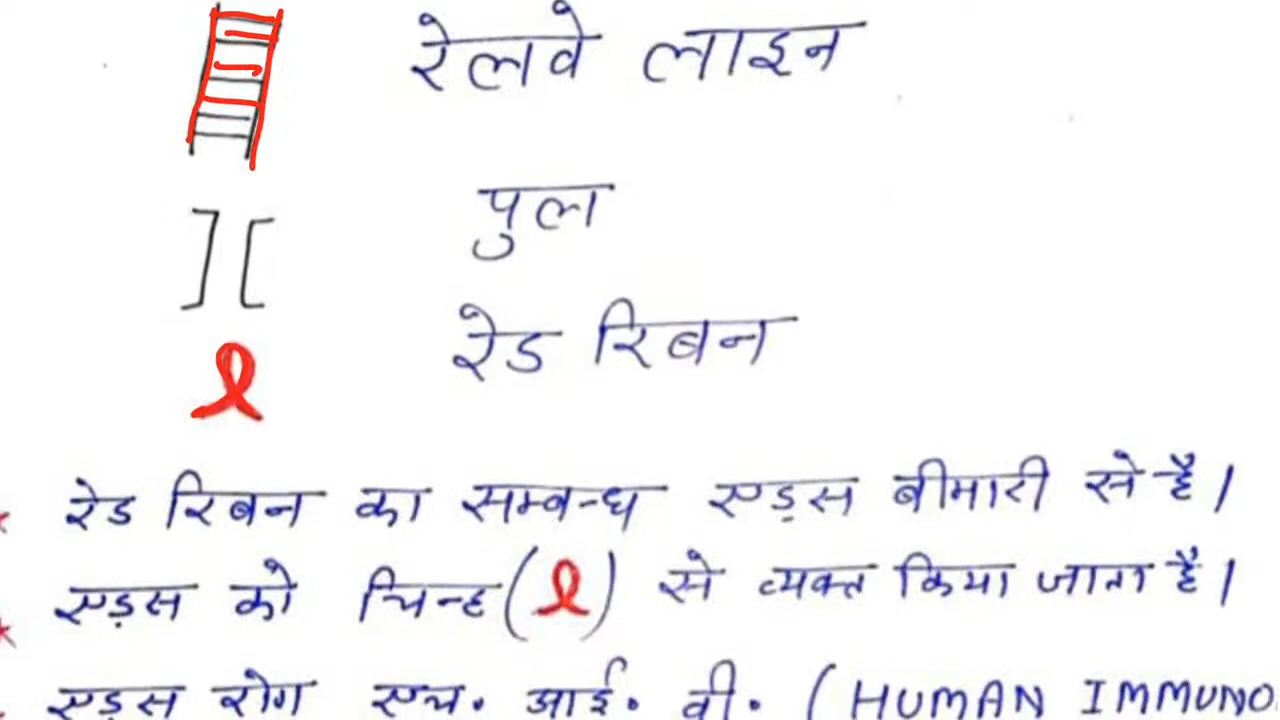 रेलवे लाइन
पुल
रेड रिबन
रेड रिबन का सम्बन्ध एड्स बीमारी से है।
एड्स को चिन्ह ( ) से व्यक्त किया जाता है।
एड्स रोग एच. आई. वी. (HUMAN IMMUNO